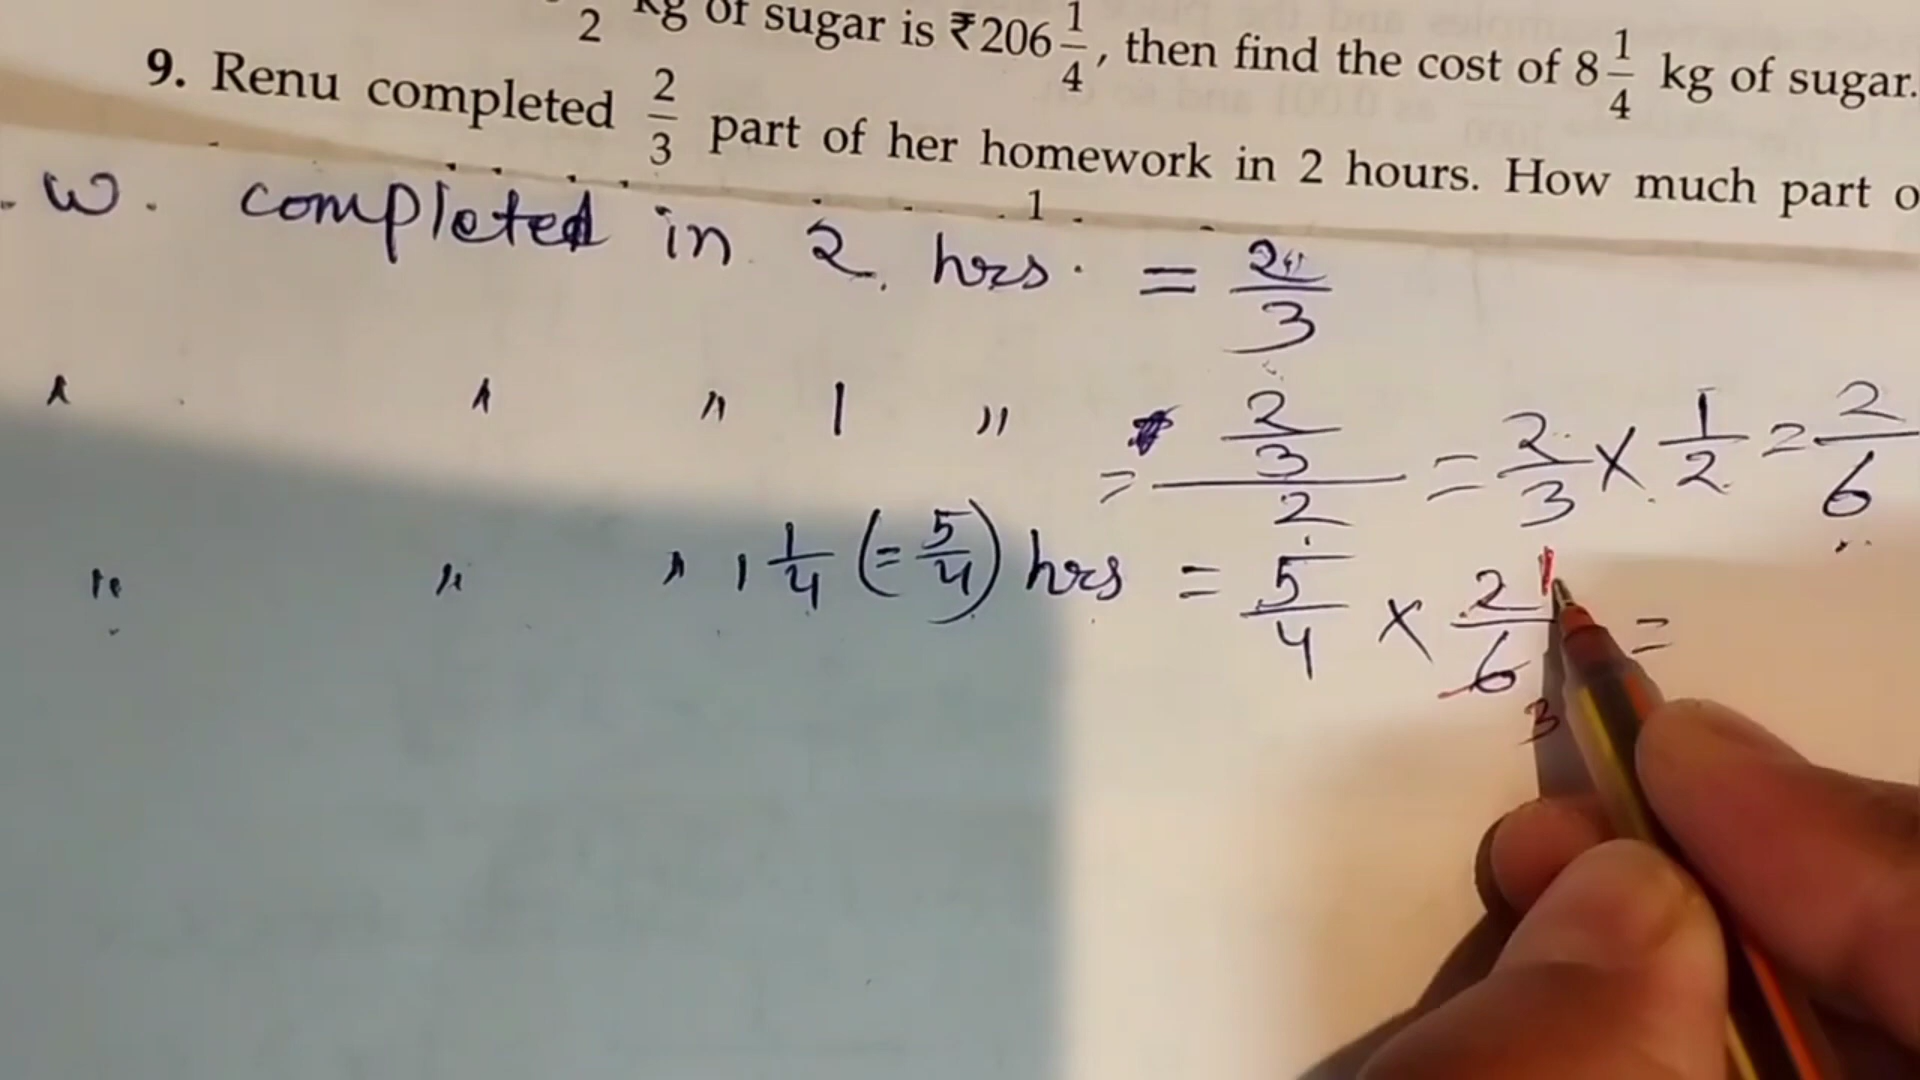 2 kg of sugar is ₹206 1/4, then find the cost of 8 1/4 kg of sugar.
9. Renu completed 2/3 part of her homework in 2 hours. How much part o
1
. W. completed in 2 hrs. = 2/3
" " " 1 " = 2/3/2 = 2/3 × 1/2 = 2/6
" " " 1 1/4 (= 5/4) hrs = 5/4 × 2/6 =
1
3